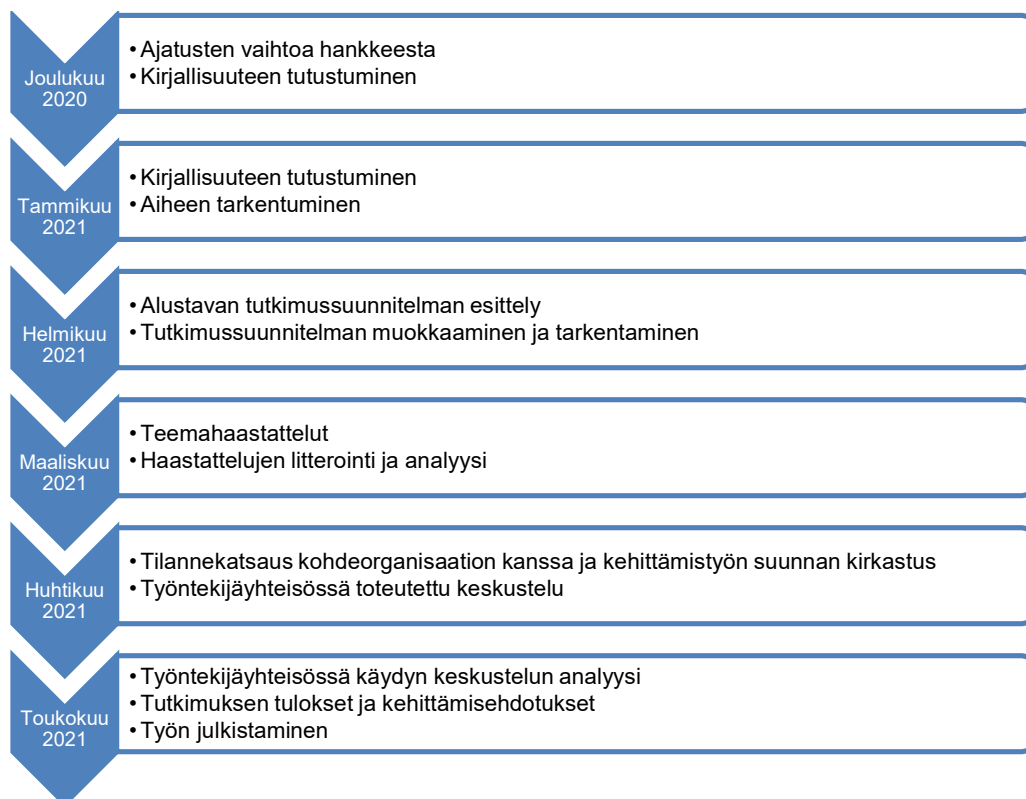 Joulukuu
2020
•Ajatusten vaihtoa hankkeesta
•Kirjallisuuteen tutustuminen
Tammikuu
2021
•Kirjallisuuteen tutustuminen
•Aiheen tarkentuminen
Helmikuu
2021
•Alustavan tutkimussuunnitelman esittely
•Tutkimussuunnitelman muokkaaminen ja tarkentaminen
Maaliskuu
2021
•Teemahaastattelut
•Haastattelujen litterointi ja analyysi
Huhtikuu
2021
•Tilannekatsaus kohdeorganisaation kanssa ja kehittämistyön suunnan kirkastus
•Työntekijäyhteisössä toteutettu keskustelu
Toukokuu
2021
•Työntekijäyhteisössä käydyn keskustelun analyysi
•Tutkimuksen tulokset ja kehittämisehdotukset
•Työn julkistaminen